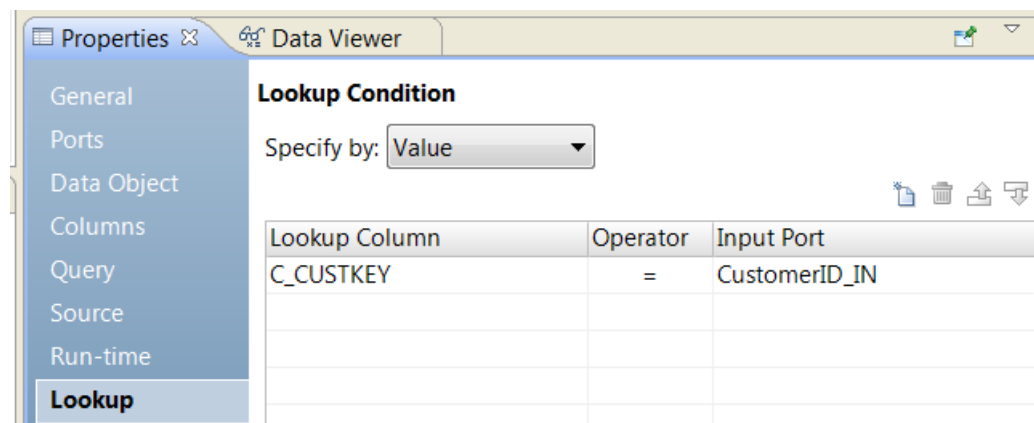 Properties Data Viewer
General
Ports
Data Object
Columns
Query
Source
Run-time
Lookup
Lookup Condition
Specify by: Value
Lookup Column Operator Input Port
C_CUSTKEY = CustomerID_IN